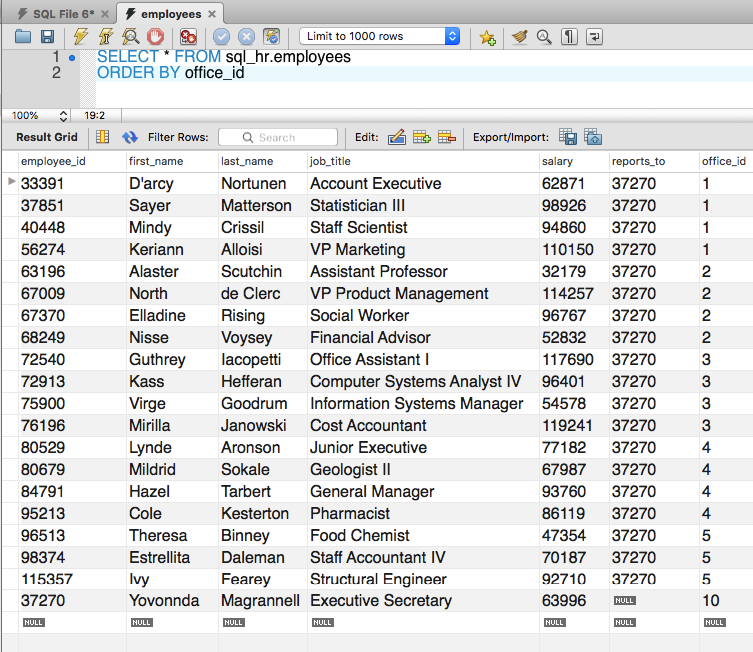 SQL File 6* employees
Limit to 1000 rows
1 SELECT * FROM sql_hr.employees
2 ORDER BY office_id
100% 19:2
Result Grid Filter Rows: Search Edit: Export/Import:
employee_id first_name last_name job_title salary reports_to office_id
33391 D'arcy Nortunen Account Executive 62871 37270 1
37851 Sayer Matterson Statistician III 98926 37270 1
40448 Mindy Crissil Staff Scientist 94860 37270 1
56274 Keriann Alloisi VP Marketing 110150 37270 1
63196 Alaster Scutchin Assistant Professor 32179 37270 2
67009 North de Clerc VP Product Management 114257 37270 2
67370 Elladine Rising Social Worker 96767 37270 2
68249 Nisse Voysey Financial Advisor 52832 37270 2
72540 Guthrey Iacopetti Office Assistant I 117690 37270 3
72913 Kass Hefferan Computer Systems Analyst IV 96401 37270 3
75900 Virge Goodrum Information Systems Manager 54578 37270 3
76196 Mirilla Janowski Cost Accountant 119241 37270 3
80529 Lynde Aronson Junior Executive 77182 37270 4
80679 Mildrid Sokale Geologist II 67987 37270 4
84791 Hazel Tarbert General Manager 93760 37270 4
95213 Cole Kesterton Pharmacist 86119 37270 4
96513 Theresa Binney Food Chemist 47354 37270 5
98374 Estrellita Daleman Staff Accountant IV 70187 37270 5
115357 Ivy Fearey Structural Engineer 92710 37270 5
37270 Yovonnda Magrannell Executive Secretary 63996 NULL 10
NULL NULL NULL NULL NULL NULL NULL